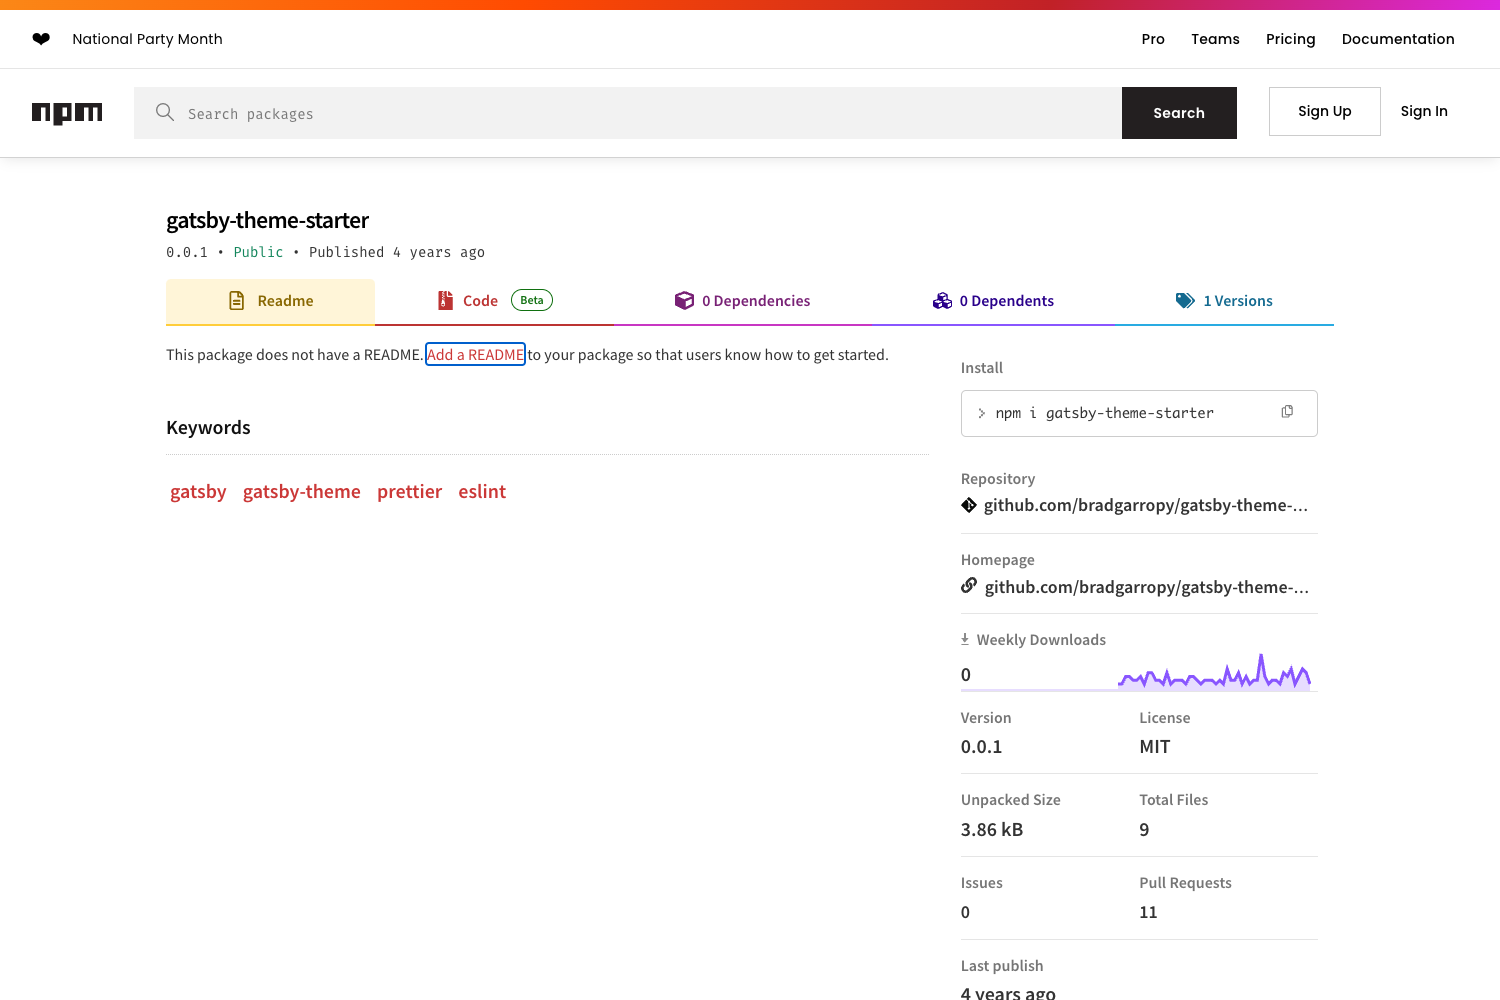 National Party Month
Pro Teams Pricing Documentation
npm
Search packages
Search
Sign Up
Sign In
gatsby-theme-starter
0.0.1 • Public • Published 4 years ago
Readme
Code Beta
0 Dependencies
0 Dependents
1 Versions
This package does not have a README. Add a README to your package so that users know how to get started.
Keywords
gatsby gatsby-theme prettier eslint
Install
> npm i gatsby-theme-starter
Repository
github.com/bradgarropy/gatsby-theme-...
Homepage
github.com/bradgarropy/gatsby-theme-...
Weekly Downloads
0
Version License
0.0.1 MIT
Unpacked Size Total Files
3.86 kB 9
Issues Pull Requests
0 11
Last publish
4 years ago